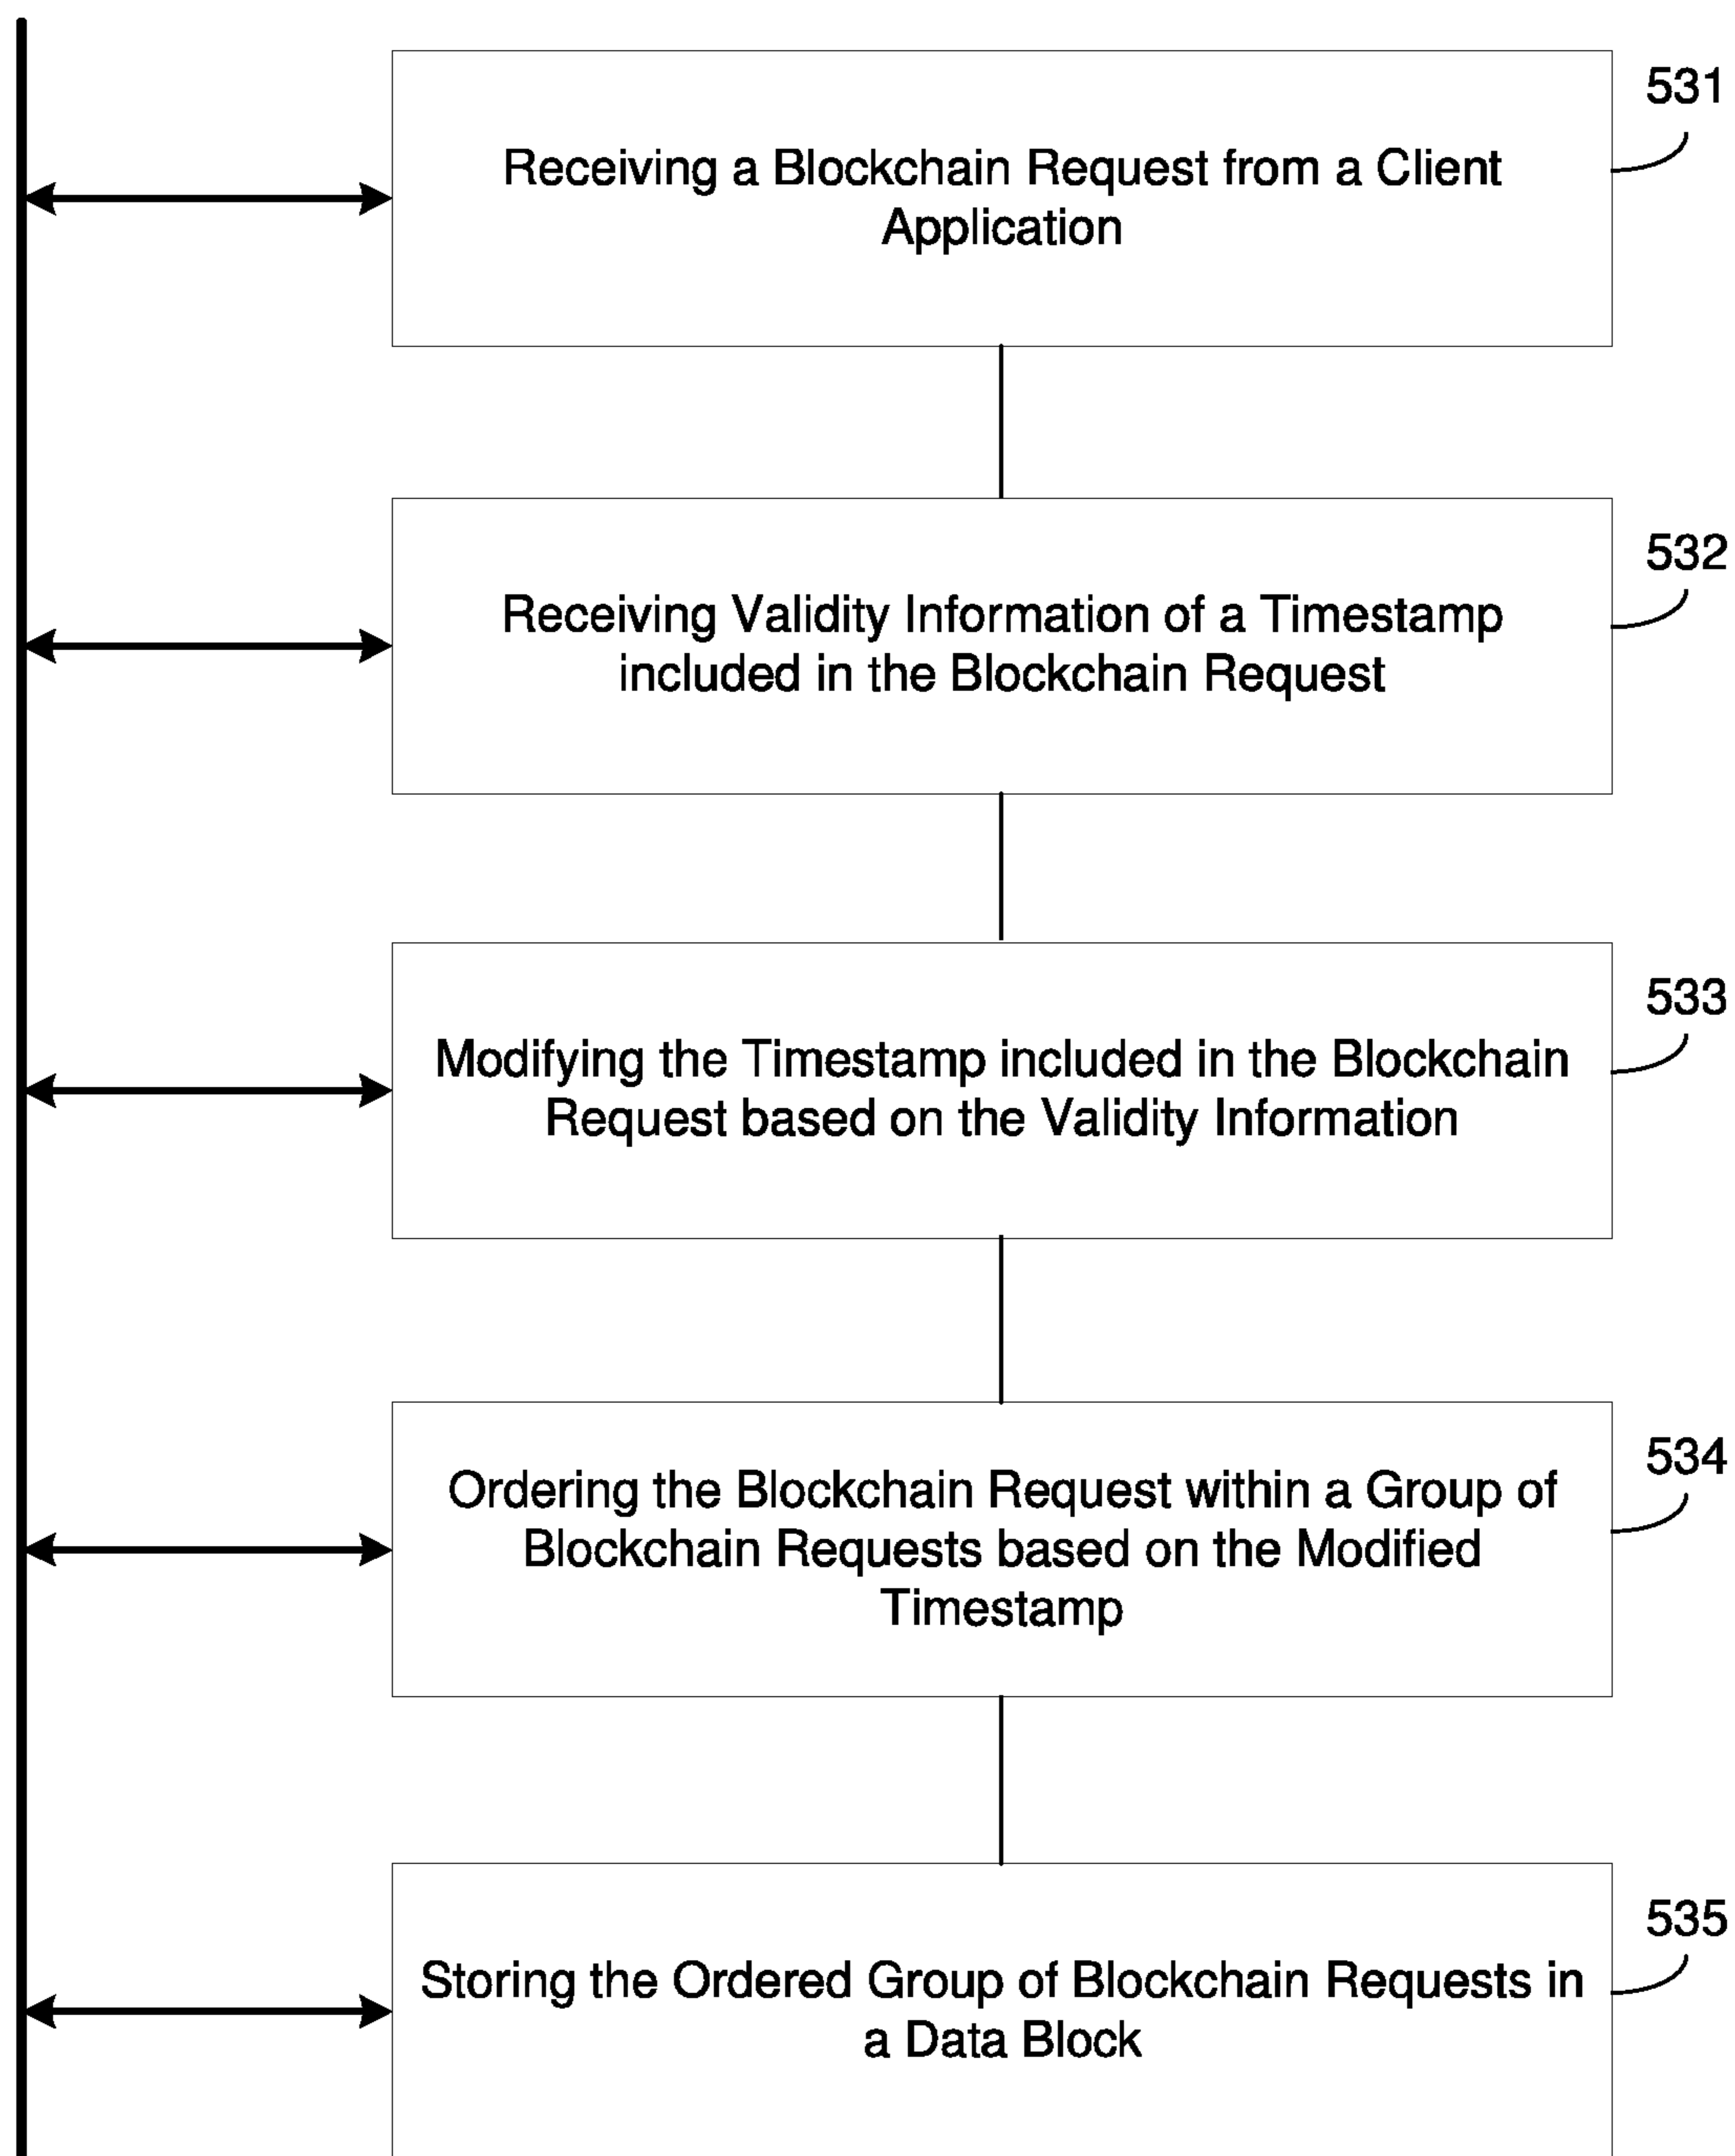 531
Receiving a Blockchain Request from a Client
Application
532
Receiving Validity Information of a Timestamp
included in the Blockchain Request
533
Modifying the Timestamp included in the Blockchain
Request based on the Validity Information
534
Ordering the Blockchain Request within a Group of
Blockchain Requests based on the Modified
Timestamp
535
Storing the Ordered Group of Blockchain Requests in
a Data Block